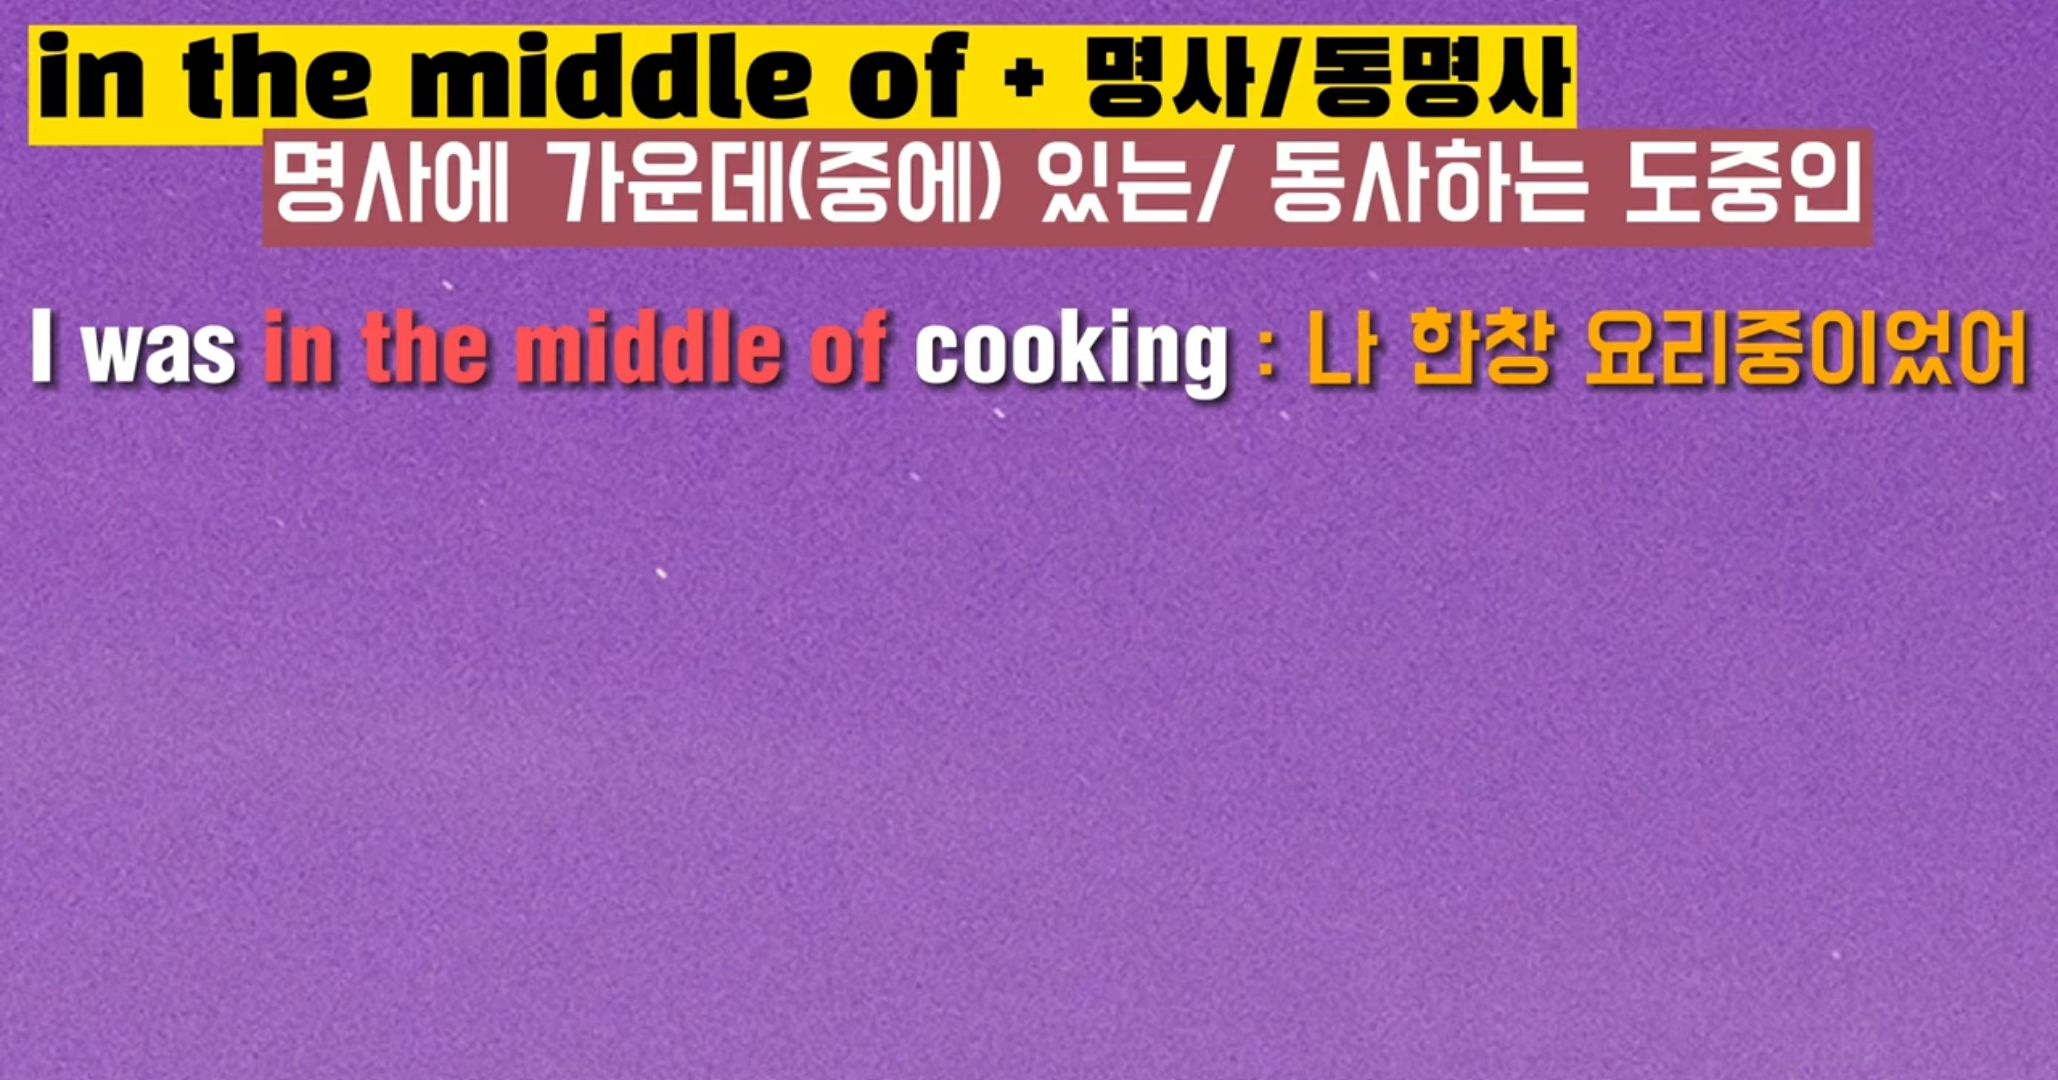 in the middle of + 명사/동명사
명사에 가운데(중에) 있는/ 동사하는 도중인
I was in the middle of cooking : 나 한창 요리중이었어